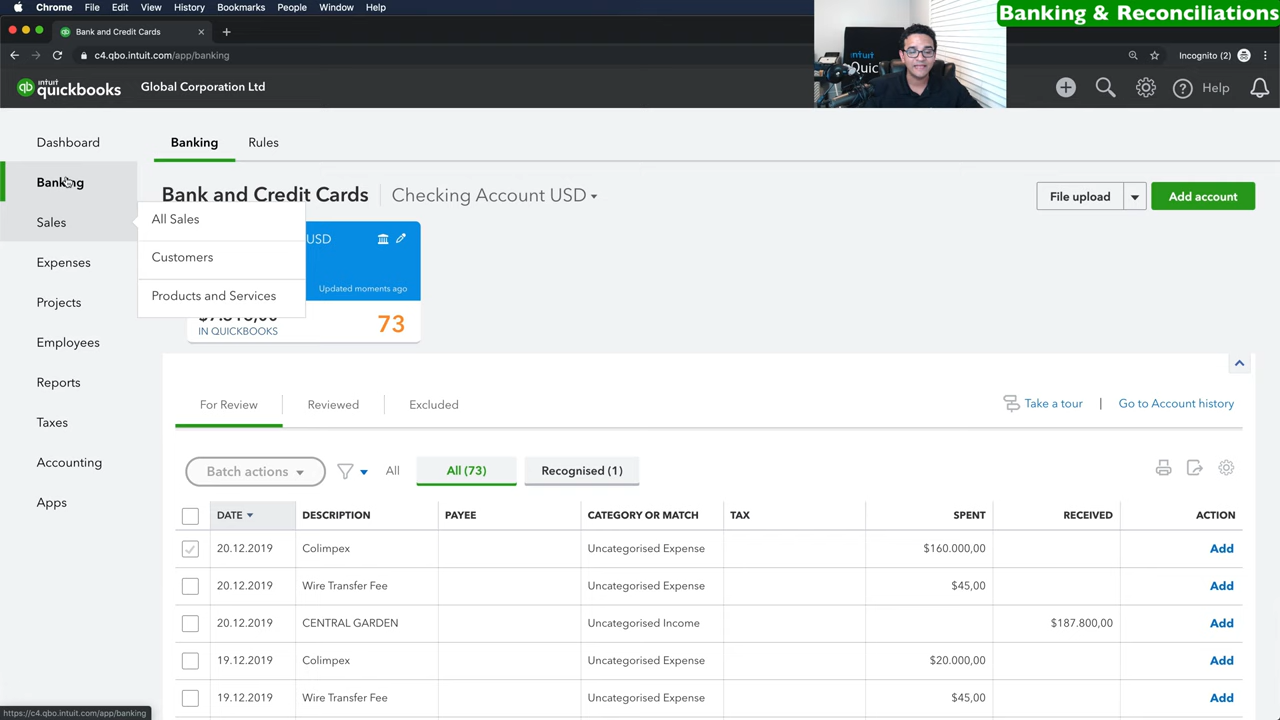 Chrome File Edit View History Bookmarks People Window Help
Banking & Reconciliations
Bank and Credit Cards
c4.qbo.intuit.com/app/bank
Incognito (2)
intuit
quickbooks
Global Corporation Ltd
intuit
Quic
Help
Dashboard
Banking
Sales
Expenses
Projects
Employees
Reports
Taxes
Accounting
Apps
Banking Rules
Bank and Credit Cards Checking Account USD
File upload Add account
All Sales
Customers
Products and Services
USD
Updated moments ago
IN QUICKBOOKS
73
For Review Reviewed Excluded
Take a tour | Go to Account history
Batch actions All All (73) Recognised (1)
DATE DESCRIPTION PAYEE CATEGORY OR MATCH TAX SPENT RECEIVED ACTION
20.12.2019 Colimpex Uncategorised Expense $160.000,00 Add
20.12.2019 Wire Transfer Fee Uncategorised Expense $45,00 Add
20.12.2019 CENTRAL GARDEN Uncategorised Income $187.800,00 Add
19.12.2019 Colimpex Uncategorised Expense $20.000,00 Add
19.12.2019 Wire Transfer Fee Uncategorised Expense $45,00 Add
https://c4.qbo.intuit.com/app/banking